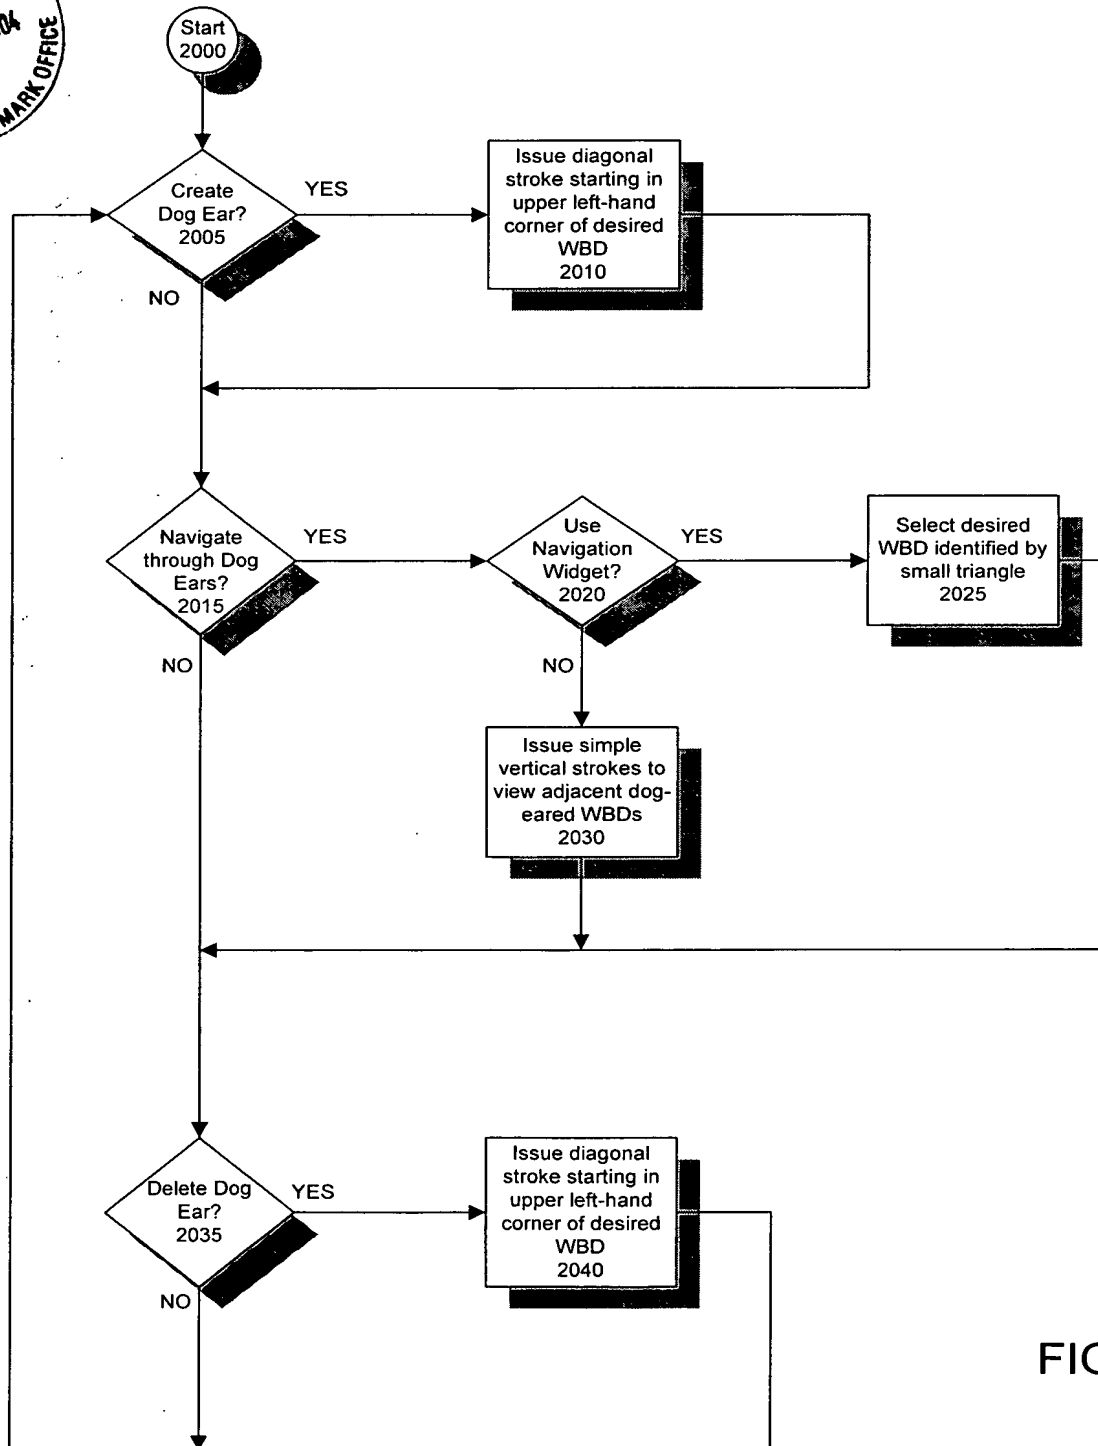 04
MARK OFFICE
Start
2000
Create
Dog Ear?
2005
YES
NO
Issue diagonal
stroke starting in
upper left-hand
corner of desired
WBD
2010
Navigate
through Dog
Ears?
2015
YES
NO
Use
Navigation
Widget?
2020
YES
NO
Select desired
WBD identified by
small triangle
2025
Issue simple
vertical strokes to
view adjacent dog-
eared WBDs
2030
Delete Dog
Ear?
2035
YES
NO
Issue diagonal
stroke starting in
upper left-hand
corner of desired
WBD
2040